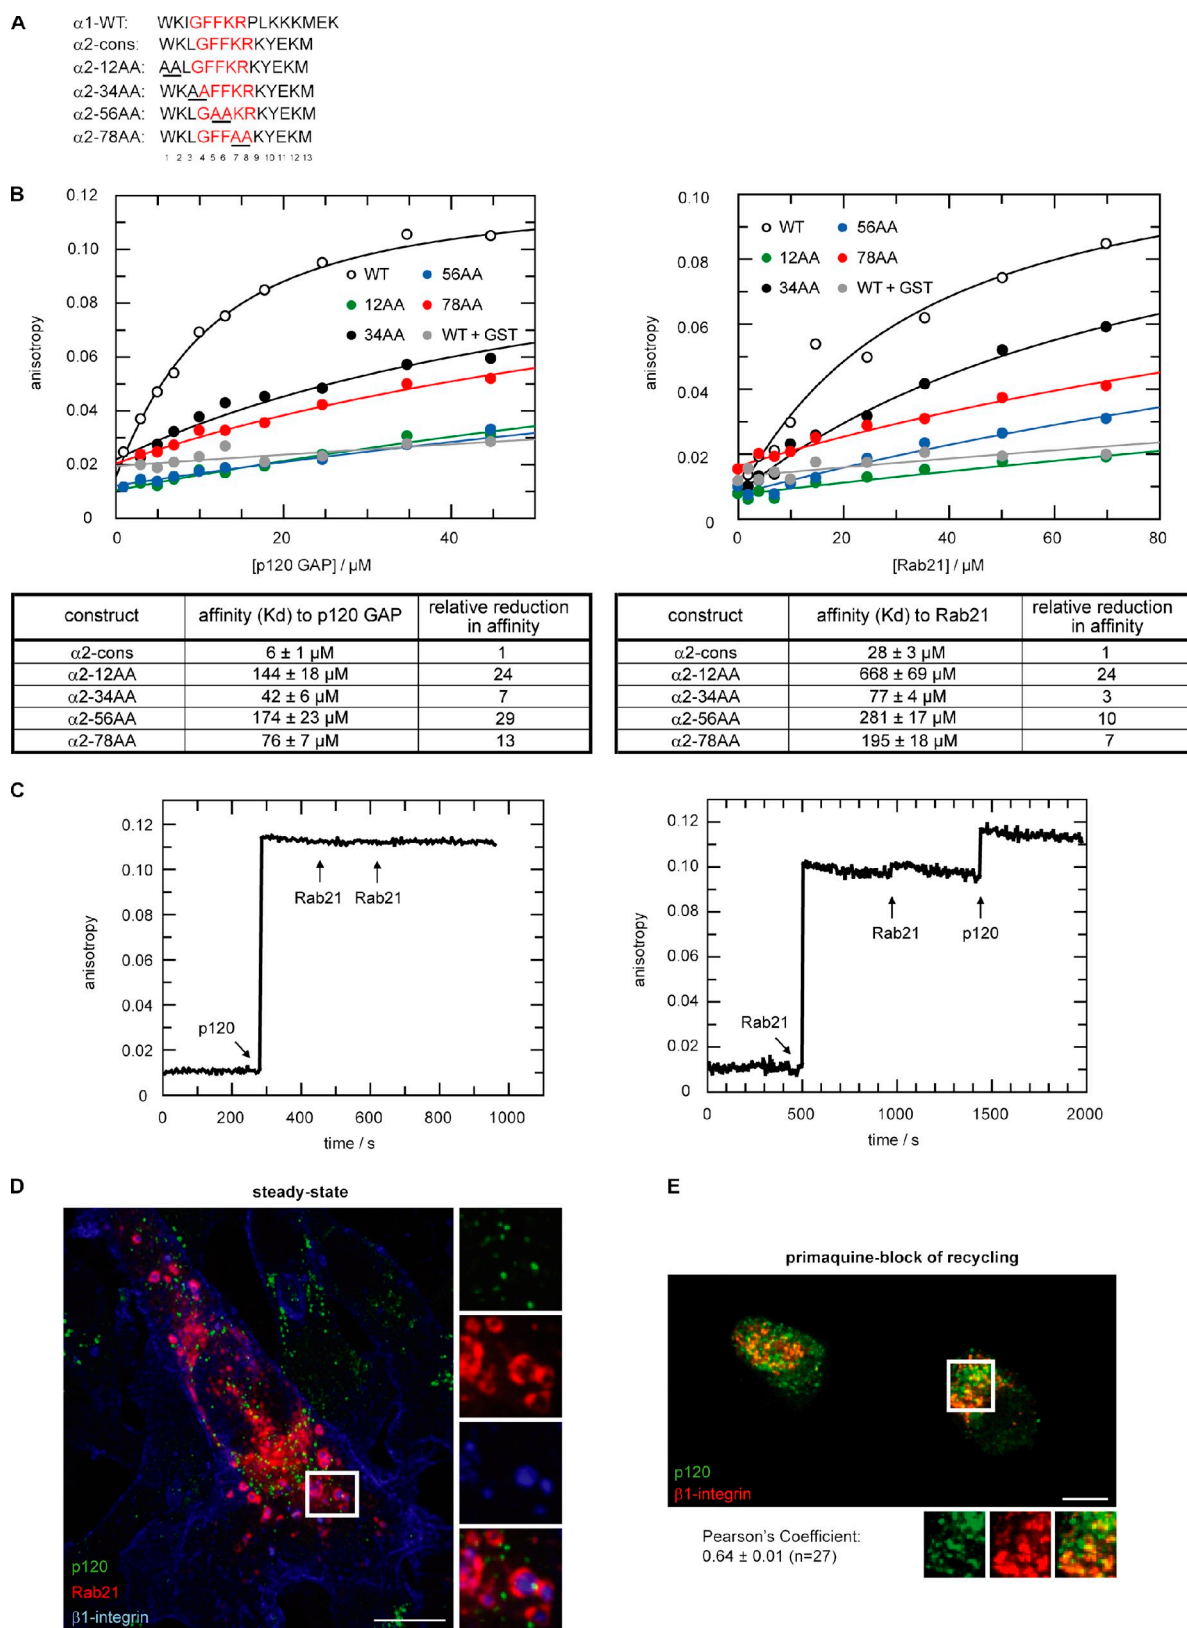 A
α1-WT: WKIGFFKRPLKKKMEK
α2-cons: WKLGFFKRKYEKM
α2-12AA: AALGFFKRKYEKM
α2-34AA: WKAAFFKRKYEKM
α2-56AA: WKLGAAKRKYEKM
α2-78AA: WKLGFFAAKYEKM
1 2 3 4 5 6 7 8 9 10 11 12 13
B
0.12
0.10
0.08
0.06
0.04
0.02
0
anisotropy
WT
12AA
34AA
56AA
78AA
WT + GST
0 10 20 30 40 50
[p120 GAP] / µM
0.10
0.08
0.06
0.04
0.02
0
anisotropy
WT
12AA
34AA
56AA
78AA
WT + GST
0 20 40 60 80
[Rab21] / µM
construct affinity (Kd) to p120 GAP relative reduction in affinity
α2-cons 6 ± 1 µM 1
α2-12AA 144 ± 18 µM 24
α2-34AA 42 ± 6 µM 7
α2-56AA 174 ± 23 µM 29
α2-78AA 76 ± 7 µM 13
construct affinity (Kd) to Rab21 relative reduction in affinity
α2-cons 28 ± 3 µM 1
α2-12AA 668 ± 69 µM 24
α2-34AA 77 ± 4 µM 3
α2-56AA 281 ± 17 µM 10
α2-78AA 195 ± 18 µM 7
C
0.12
0.10
0.08
0.06
0.04
0.02
0
anisotropy
p120
Rab21
Rab21
0 200 400 600 800 1000
time / s
0.12
0.10
0.08
0.06
0.04
0.02
0
anisotropy
Rab21
Rab21
p120
0 500 1000 1500 2000
time / s
D
steady-state
p120
Rab21
β1-integrin
E
primaquine-block of recycling
p120
β1-integrin
Pearson's Coefficient:
0.64 ± 0.01 (n=27)